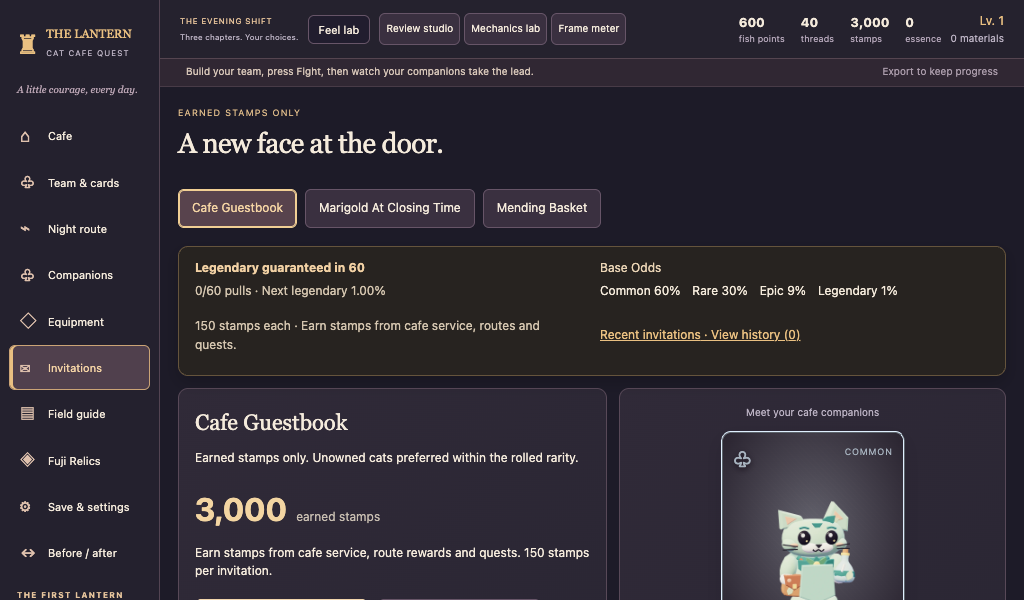 THE LANTERN
CAT CAFE QUEST
A little courage, every day.
Cafe
Team & cards
Night route
Companions
Equipment
Invitations
Field guide
Fuji Relics
Save & settings
Before / after
THE FIRST LANTERN
THE EVENING SHIFT
Three chapters. Your choices.
Feel lab
Review studio
Mechanics lab
Frame meter
600
fish points
40
threads
3,000
stamps
0
essence
Lv. 1
0 materials
Build your team, press Fight, then watch your companions take the lead.
Export to keep progress
EARNED STAMPS ONLY
A new face at the door.
Cafe Guestbook
Marigold At Closing Time
Mending Basket
Legendary guaranteed in 60
0/60 pulls · Next legendary 1.00%
150 stamps each · Earn stamps from cafe service, routes and
quests.
Base Odds
Common 60% Rare 30% Epic 9% Legendary 1%
Recent invitations · View history (0)
Cafe Guestbook
Earned stamps only. Unowned cats preferred within the rolled rarity.
3,000 earned stamps
Earn stamps from cafe service, route rewards and quests. 150 stamps
per invitation.
Meet your cafe companions
COMMON